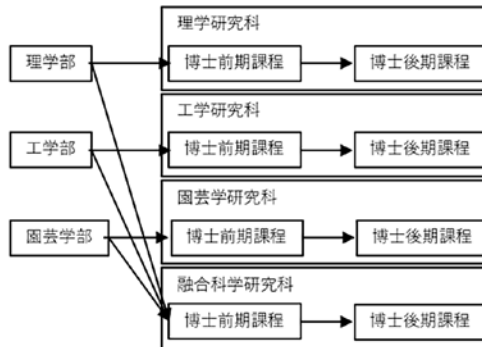 理学研究科
理学部
博士前期課程
博士後期課程
工学研究科
工学部
博士前期課程
博士後期課程
園芸学研究科
園芸学部
博士前期課程
博士後期課程
融合科学研究科
博士前期課程
博士後期課程